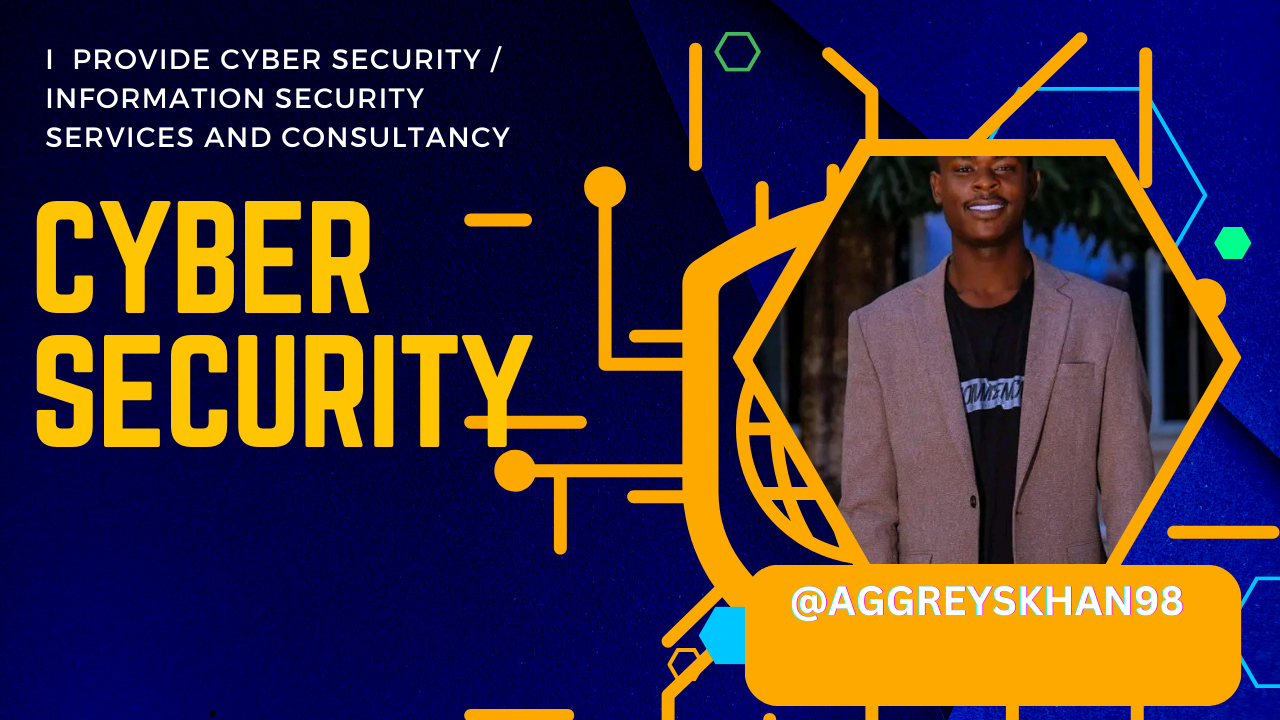 I PROVIDE CYBER SECURITY /
INFORMATION SECURITY
SERVICES AND CONSULTANCY
CYBER
SECURITY
@AGGREYSKHAN98